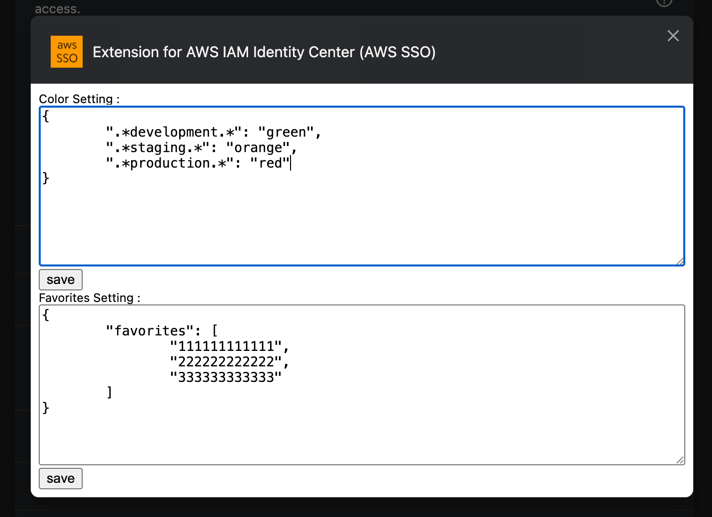 access.
aws
SSO
Extension for AWS IAM Identity Center (AWS SSO)
Color Setting :
{
".*development.*": "green",
".*staging.*": "orange",
".*production.*": "red"
}
save
Favorites Setting :
{
"favorites": [
"111111111111",
"222222222222",
"333333333333"
]
}
save